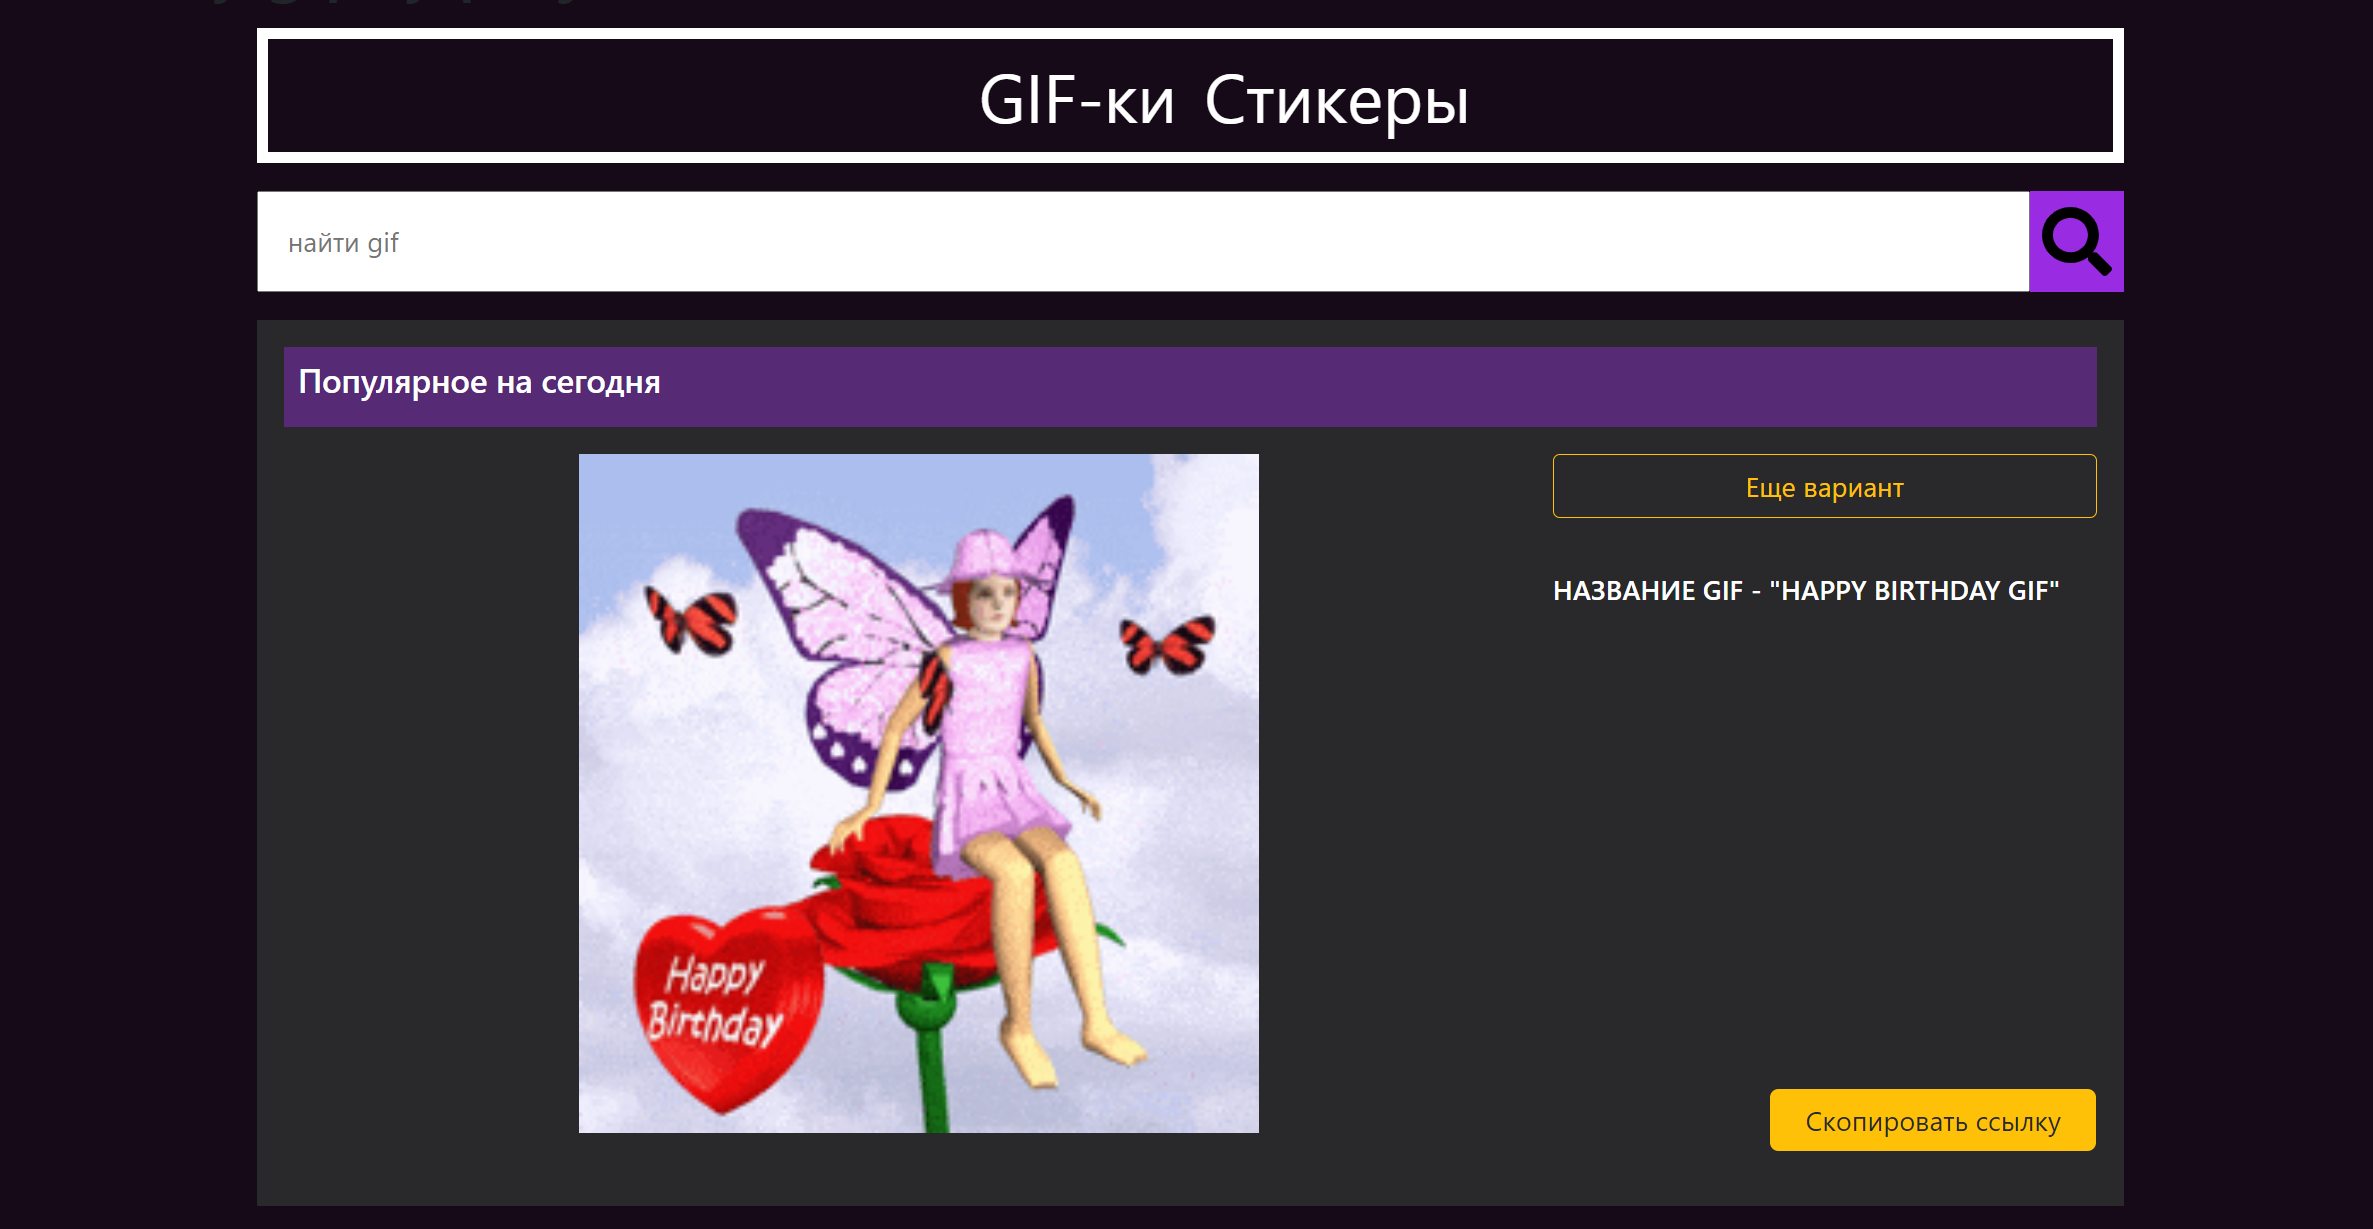 GIF-ки Стикеры
найти gif
Популярное на сегодня
Еще вариант
НАЗВАНИЕ GIF - "HAPPY BIRTHDAY GIF"
Happy
Birthday
Скопировать ссылку